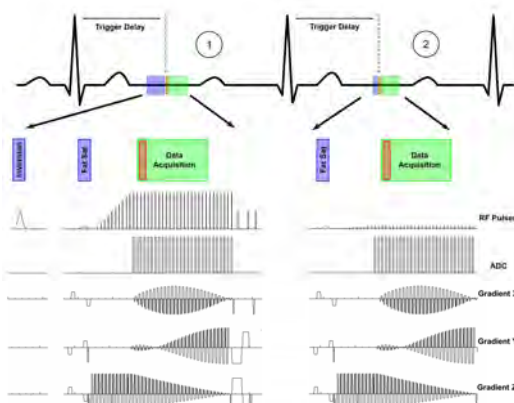 Trigger Delay
1
Trigger Delay
2
Inversion
Fat Sat
Data
Acquisition
Fat Sat
Data
Acquisition
RF Pulses
ADC
Gradient X
Gradient Y
Gradient Z